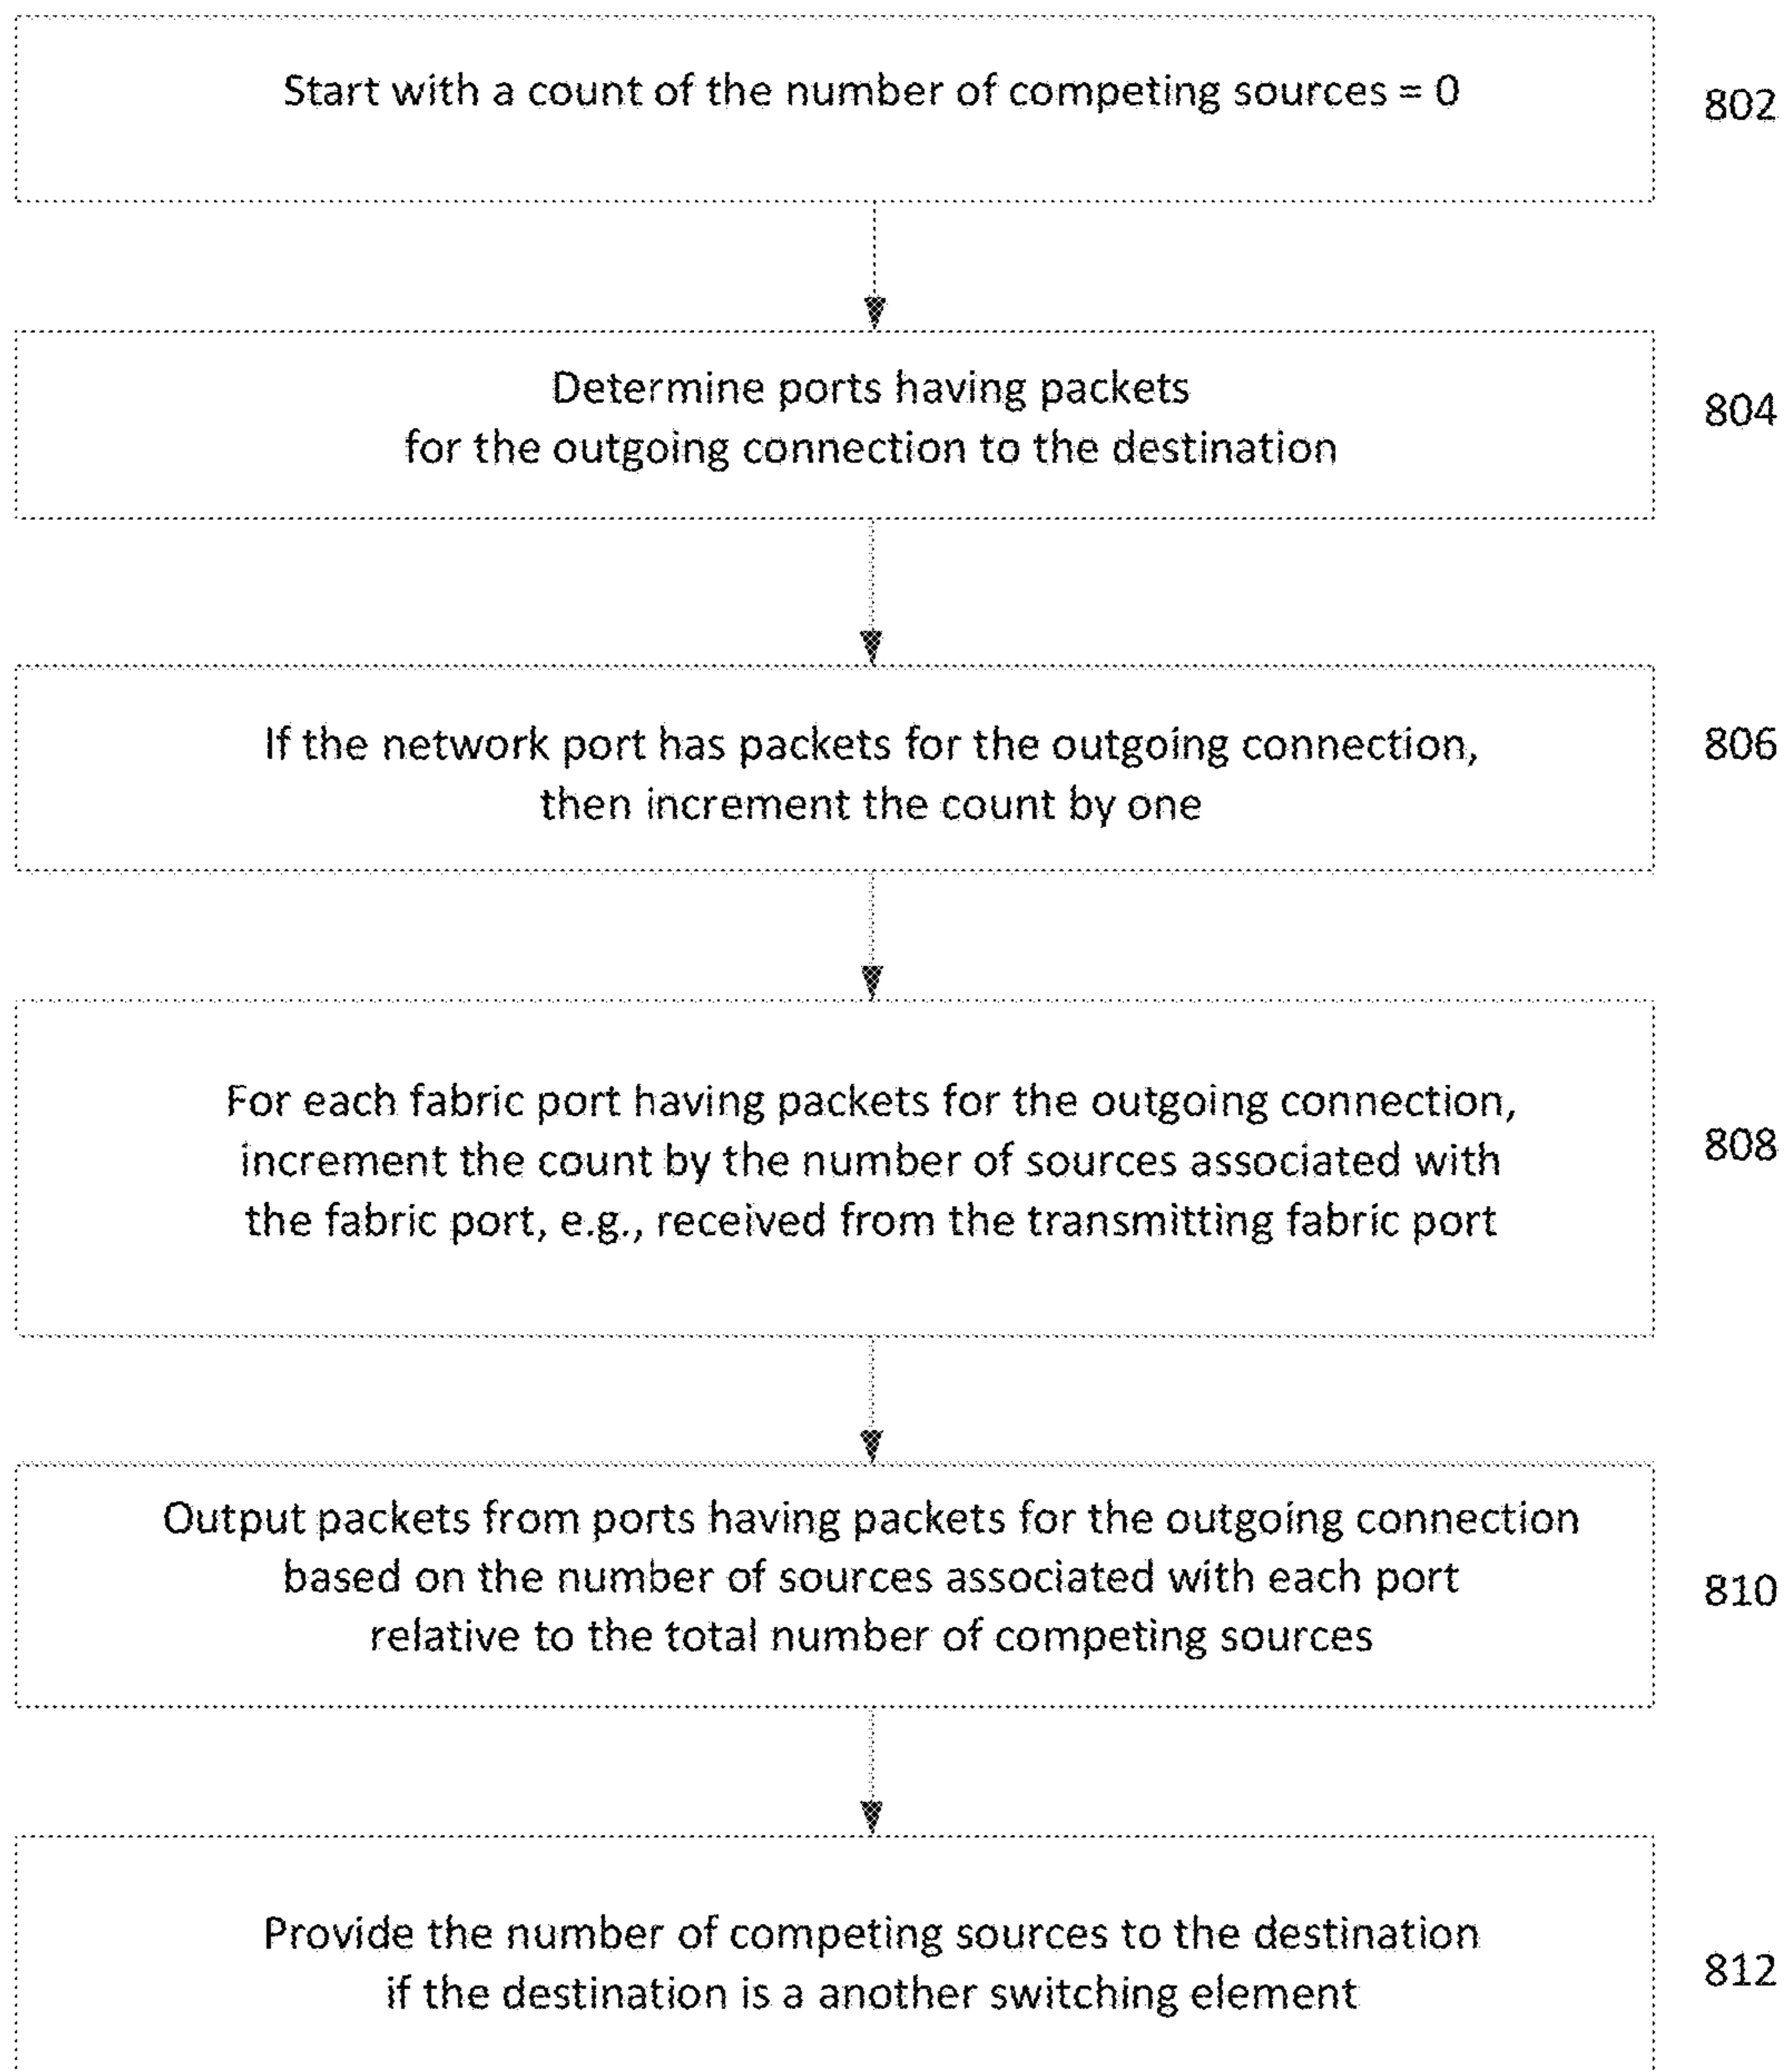 Start with a count of the number of competing sources = 0
802
Determine ports having packets
for the outgoing connection to the destination
804
If the network port has packets for the outgoing connection,
then increment the count by one
806
For each fabric port having packets for the outgoing connection,
increment the count by the number of sources associated with
the fabric port, e.g., received from the transmitting fabric port
808
Output packets from ports having packets for the outgoing connection
based on the number of sources associated with each port
relative to the total number of competing sources
810
Provide the number of competing sources to the destination
if the destination is a another switching element
812